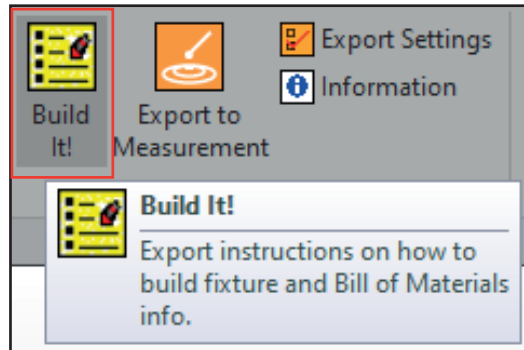 Build
It!
Export to
Measurement
Export Settings
Information
Build It!
Export instructions on how to
build fixture and Bill of Materials
info.